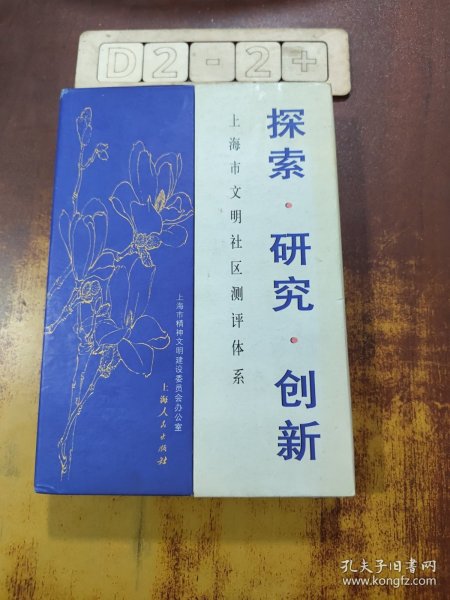 D2-2+
探索·研究·创新
上海市文明社区测评体系
上海市精神文明建设委员会办公室
上海人民出版社
孔夫子旧书网
www.kongfz.com